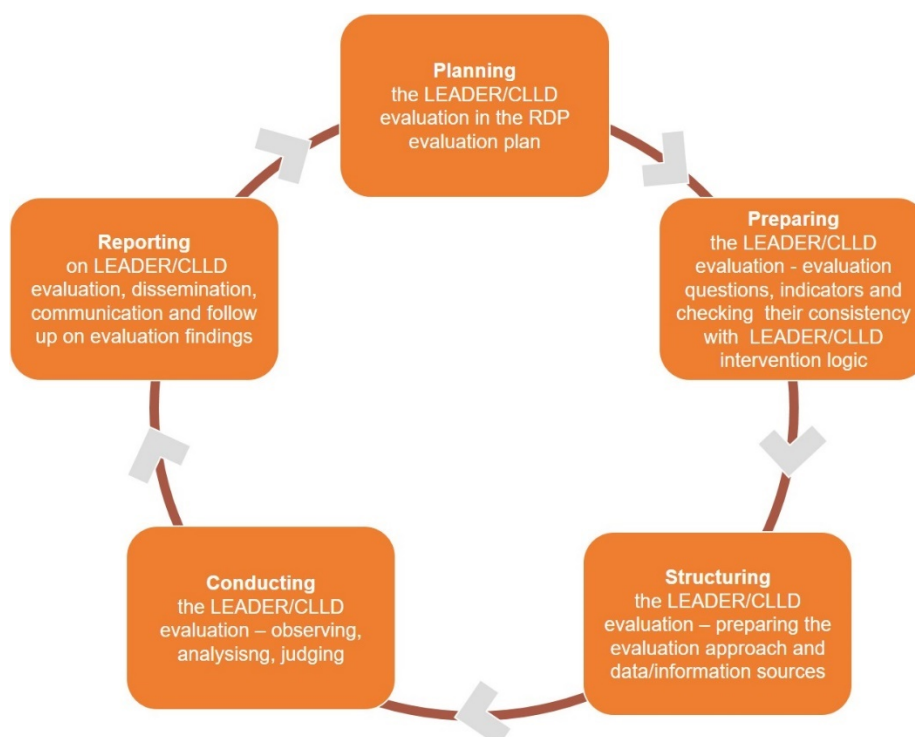 Planning
the LEADER/CLLD
evaluation in the RDP
evaluation plan
Preparing
the LEADER/CLLD
evaluation - evaluation
questions, indicators and
checking their consistency
with LEADER/CLLD
intervention logic
Structuring
the LEADER/CLLD
evaluation – preparing the
evaluation approach and
data/information sources
Conducting
the LEADER/CLLD
evaluation – observing,
analysisng, judging
Reporting
on LEADER/CLLD
evaluation, dissemination,
communication and follow
up on evaluation findings